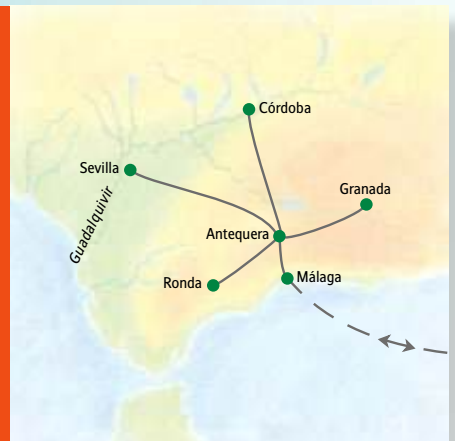 Córdoba
Sevilla
Granada
Guadalquivir
Antequera
Ronda
Málaga